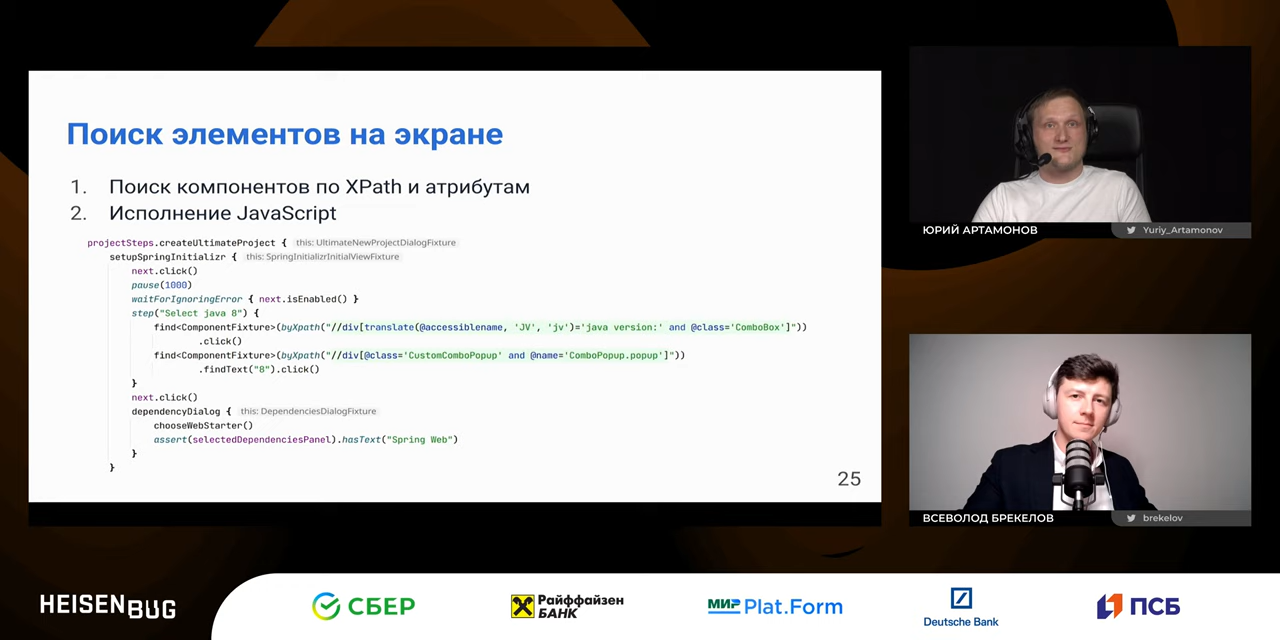 Поиск элементов на экране
1. Поиск компонентов по XPath и атрибутам
2. Исполнение JavaScript
projectSteps.createUltimateProject { this: UltimateNewProjectDialogFixture
setupSpringInitializr { this: SpringInitializrInitialViewFixture
next.click()
pause(1000)
waitForIgnoringError { next.isEnabled() }
step("Select java 8") {
find<ComponentFixture>(byXpath("//div[translate(@accessiblename, 'JV', 'jv')='java version:' and @class='ComboBox']"))
.click()
find<ComponentFixture>(byXpath("//div[@class='CustomComboPopup' and @name='ComboPopup.popup']"))
.findText("8").click()
}
next.click()
dependencyDialog { this: DependenciesDialogFixture
chooseWebStarter()
assert(selectedDependenciesPanel).hasText("Spring Web")
}
}
25
ЮРИЙ АРТАМОНОВ
Yuriy_Artamonov
ВСЕВОЛОД БРЕКЕЛОВ
brekelov
HEISENBUG
СБЕР
Райффайзен
БАНК
МИР Plat.Form
Deutsche Bank
ПСБ